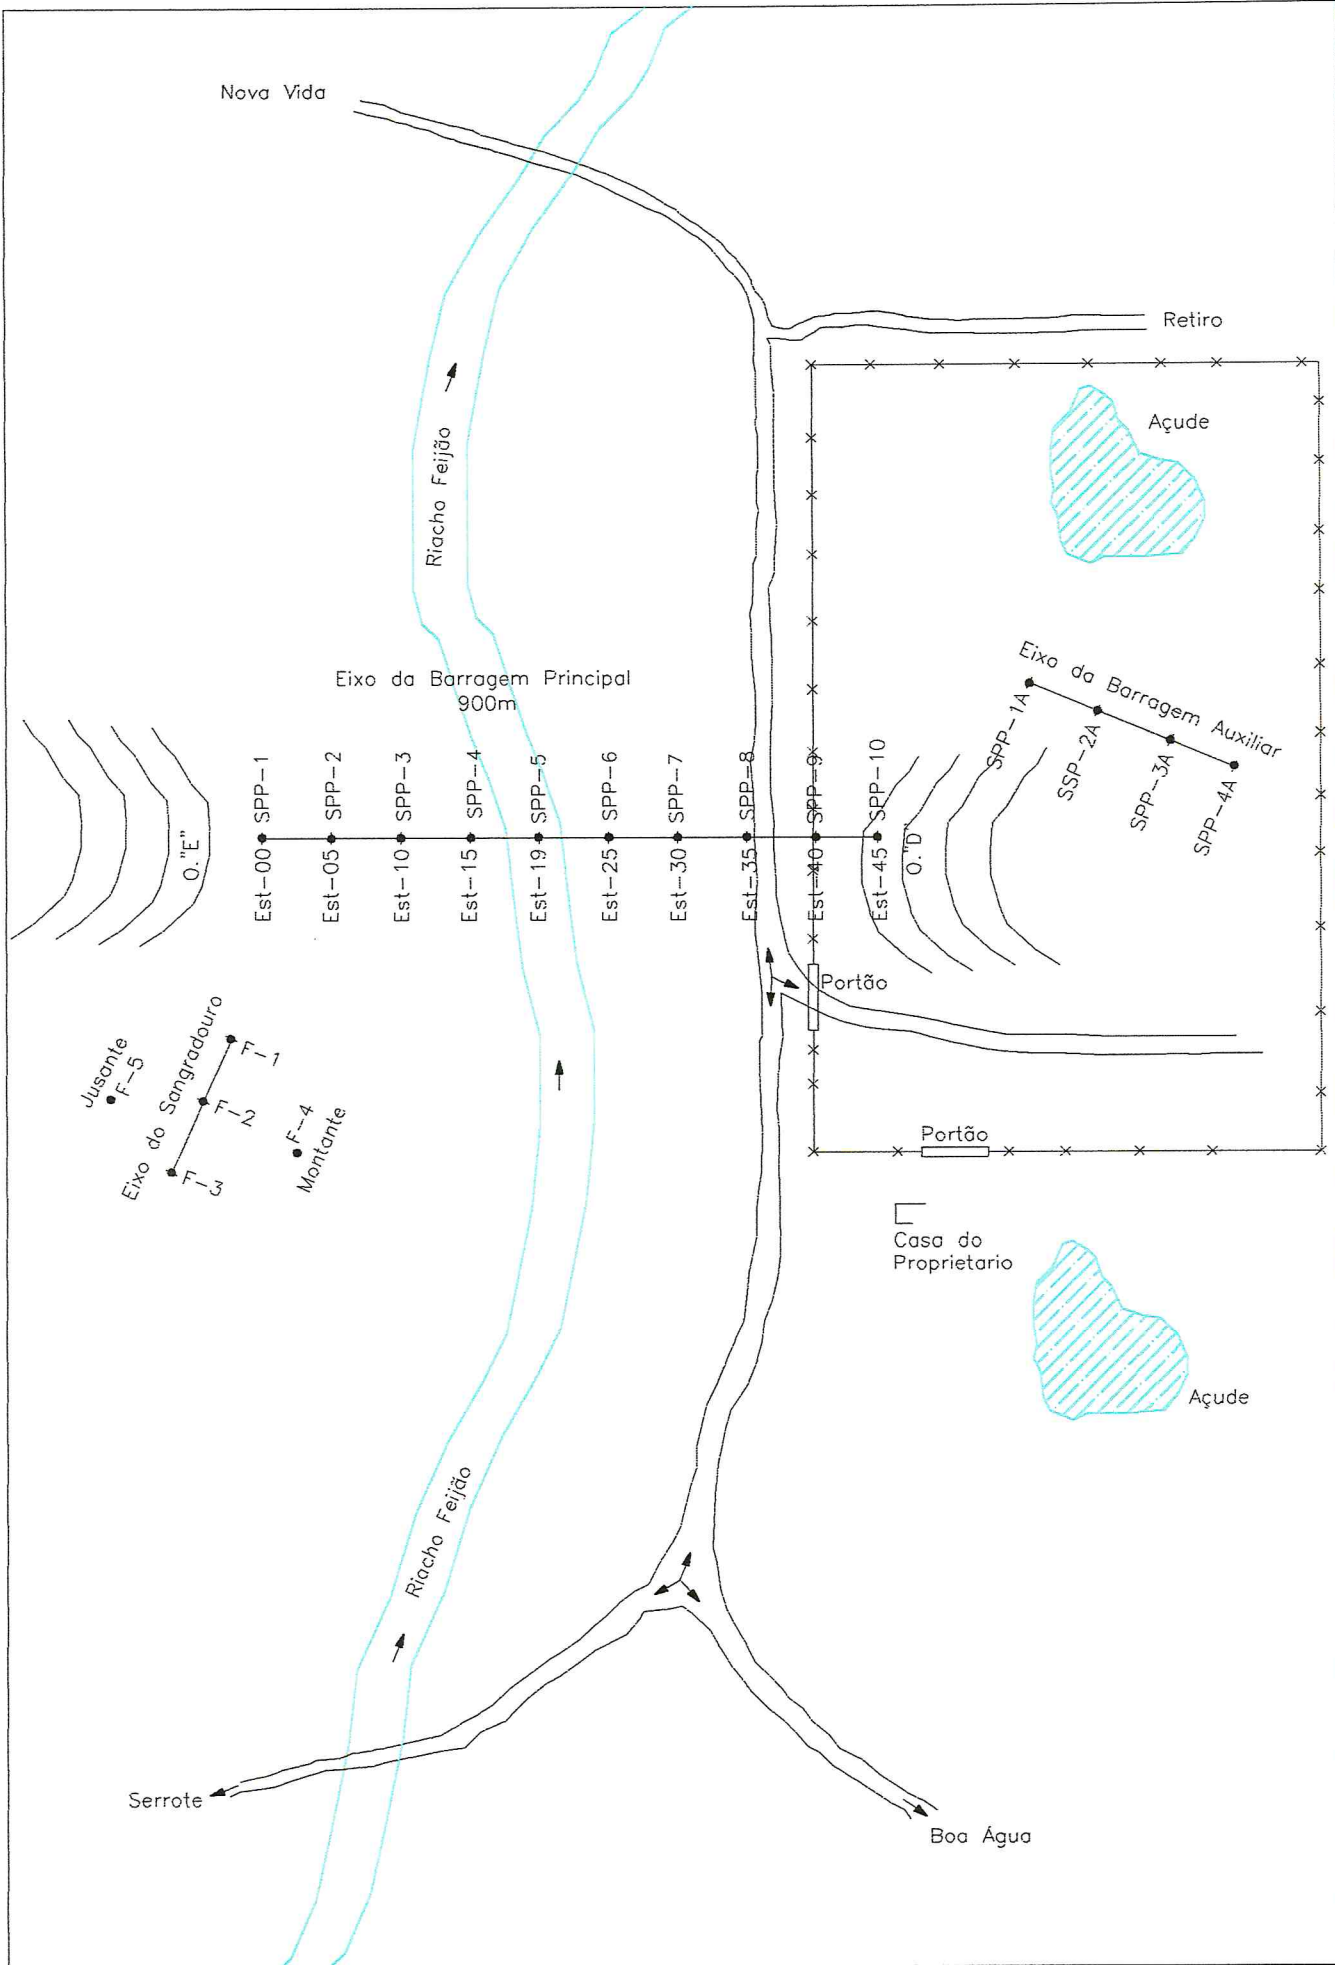 Nova Vida
Retiro
Açude
Riacho Feijão
Eixo da Barragem Principal
900m
Eixo da Barragem Auxiliar
SPP-1A
SSP-2A
SPP-3A
SPP-4A
SPP-1
SPP-2
SPP-3
SPP-4
SPP-5
SPP-6
SPP-7
SPP-8
SPP-9
SPP-10
O."E"
Est-00
Est-05
Est-10
Est-15
Est-19
Est-25
Est-30
Est-35
Est-40
Est-45
O."D"
Portão
Jusante
F-5
Eixo do Sangradouro
F-1
F-2
F-3
F-4
Montante
Portão
Casa do
Proprietario
Açude
Riacho Feijão
Serrote
Boa Água